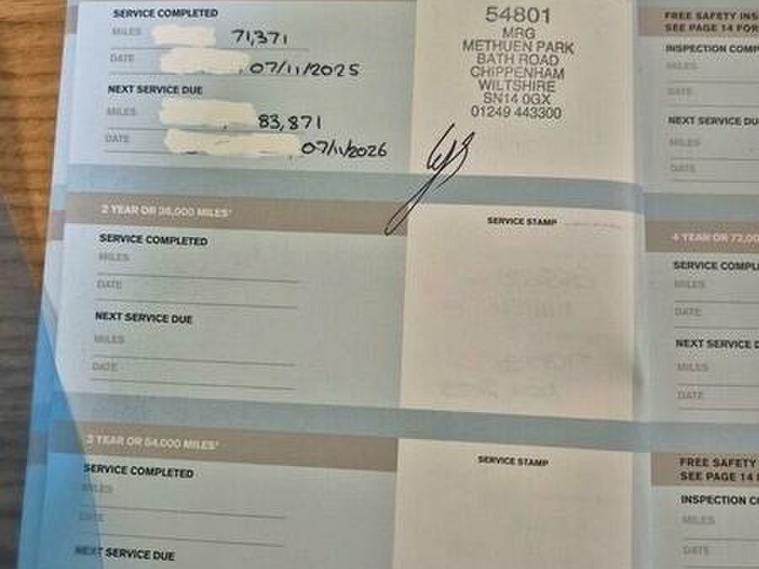 SERVICE COMPLETED
MILES 71,371
DATE 07/11/2025
NEXT SERVICE DUE
MILES 83,871
DATE 07/11/2026
54801
MRG
METHUEN PARK
BATH ROAD
CHIPPENHAM
WILTSHIRE
SN14 0GX
01249 443300
2 YEAR OR 36,000 MILES*
SERVICE STAMP
SERVICE COMPLETED
MILES
DATE
NEXT SERVICE DUE
MILES
DATE
3 YEAR OR 54,000 MILES*
SERVICE STAMP
SERVICE COMPLETED
MILES
DATE
NEXT SERVICE DUE
FREE SAFETY INS
SEE PAGE 14 FOR
INSPECTION COMP
MILES
DATE
NEXT SERVICE DU
MILES
DATE
4 YEAR OR 72,00
SERVICE COMPL
MILES
DATE
NEXT SERVICE D
MILES
DATE
FREE SAFETY
SEE PAGE 14
INSPECTION CO
MILES
DATE